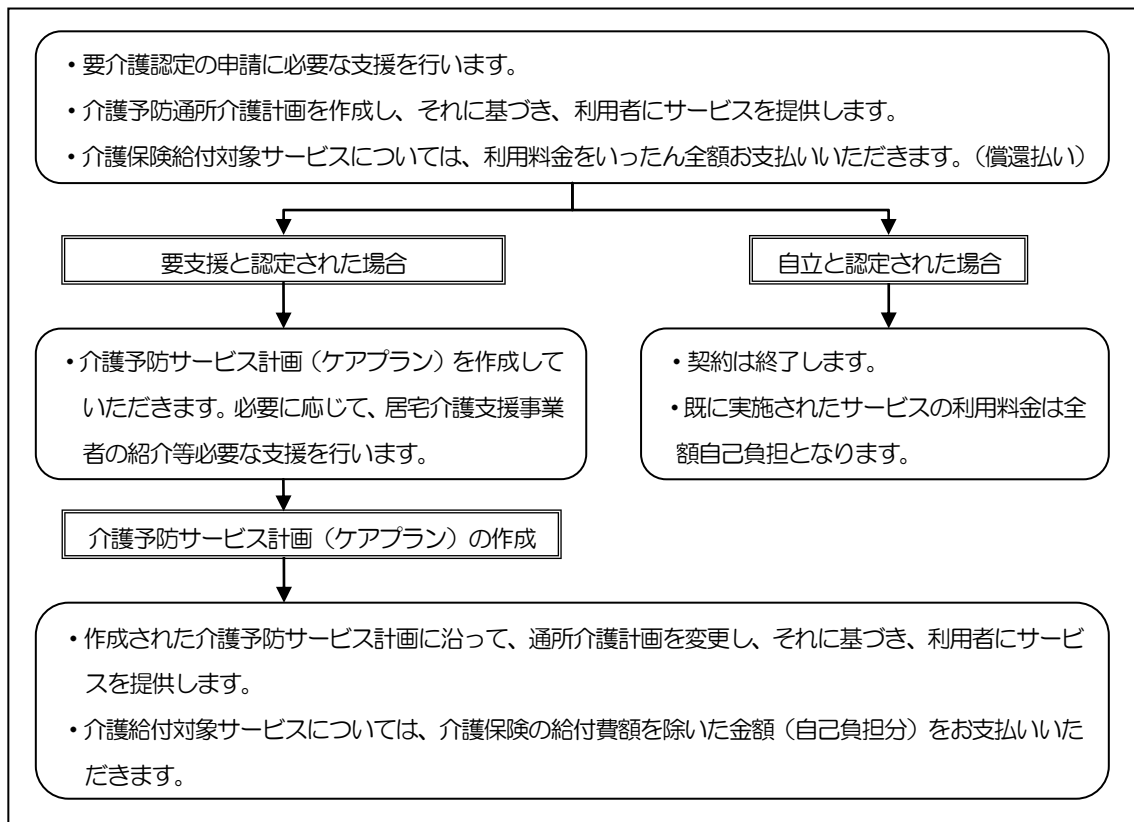 ・要介護認定の申請に必要な支援を行います。
・介護予防通所介護計画を作成し、それに基づき、利用者にサービスを提供します。
・介護保険給付対象サービスについては、利用料金をいったん全額お支払いいただきます。(償還払い)
要支援と認定された場合
自立と認定された場合
・介護予防サービス計画(ケアプラン)を作成して
いただきます。必要に応じて、居宅介護支援事業
者の紹介等必要な支援を行います。
・契約は終了します。
・既に実施されたサービスの利用料金は全
額自己負担となります。
介護予防サービス計画(ケアプラン)の作成
・作成された介護予防サービス計画に沿って、通所介護計画を変更し、それに基づき、利用者にサービ
スを提供します。
・介護給付対象サービスについては、介護保険の給付費額を除いた金額(自己負担分)をお支払いいた
だきます。